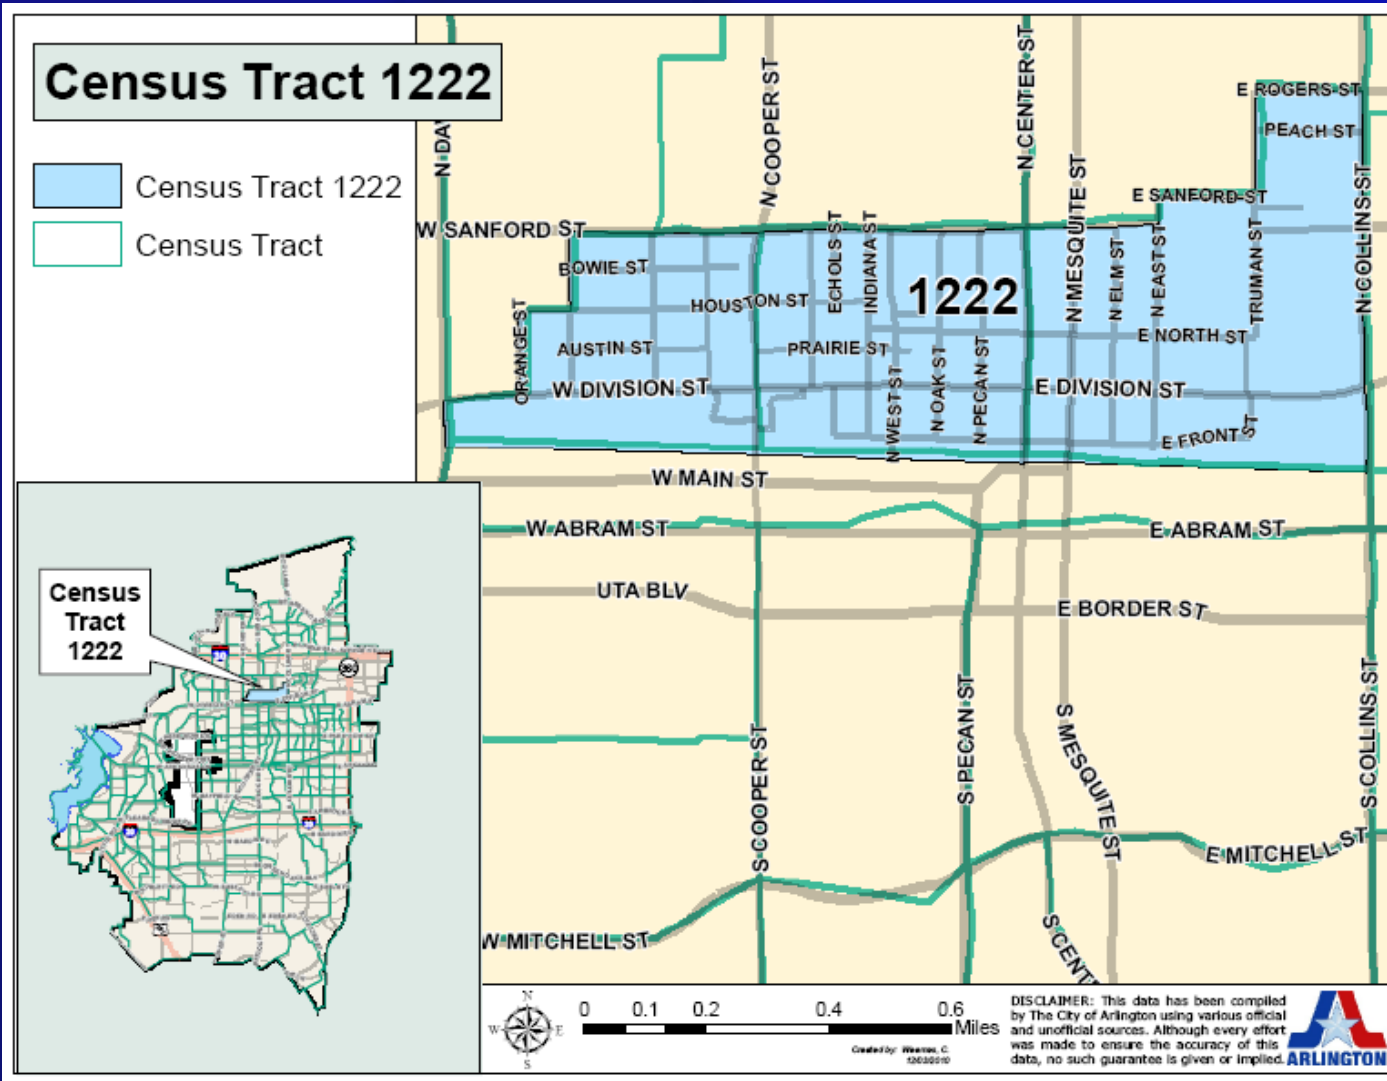 Census Tract 1222
Census Tract 1222
Census Tract
N COOPER ST
N CENTER ST
E ROGERS ST
PEACH ST
N DAV
N MESQUITE ST
E SANFORD ST
N COLLINS ST
W SANFORD ST
ECHOLS ST
INDIANA ST
TRUMAN ST
N ELM ST
N EAST ST
BOWIE ST
HOUSTON ST
1222
ORANGE ST
AUSTIN ST
PRAIRIE ST
E NORTH ST
N OAK ST
N PECAN ST
W DIVISION ST
E DIVISION ST
N WEST ST
E FRONT ST
W MAIN ST
W ABRAM ST
E ABRAM ST
UTA BLV
E BORDER ST
Census
Tract
1222
S COOPER ST
S PECAN ST
S MESQUITE ST
S COLLINS ST
E MITCHELL ST
W MITCHELL ST
S CENT
N
W E
S
0 0.1 0.2 0.4 0.6
Miles
DISCLAIMER: This data has been compiled
by The City of Arlington using various official
and unofficial sources. Although every effort
was made to ensure the accuracy of this
data, no such guarantee is given or implied.
Created by:
ARLINGTON